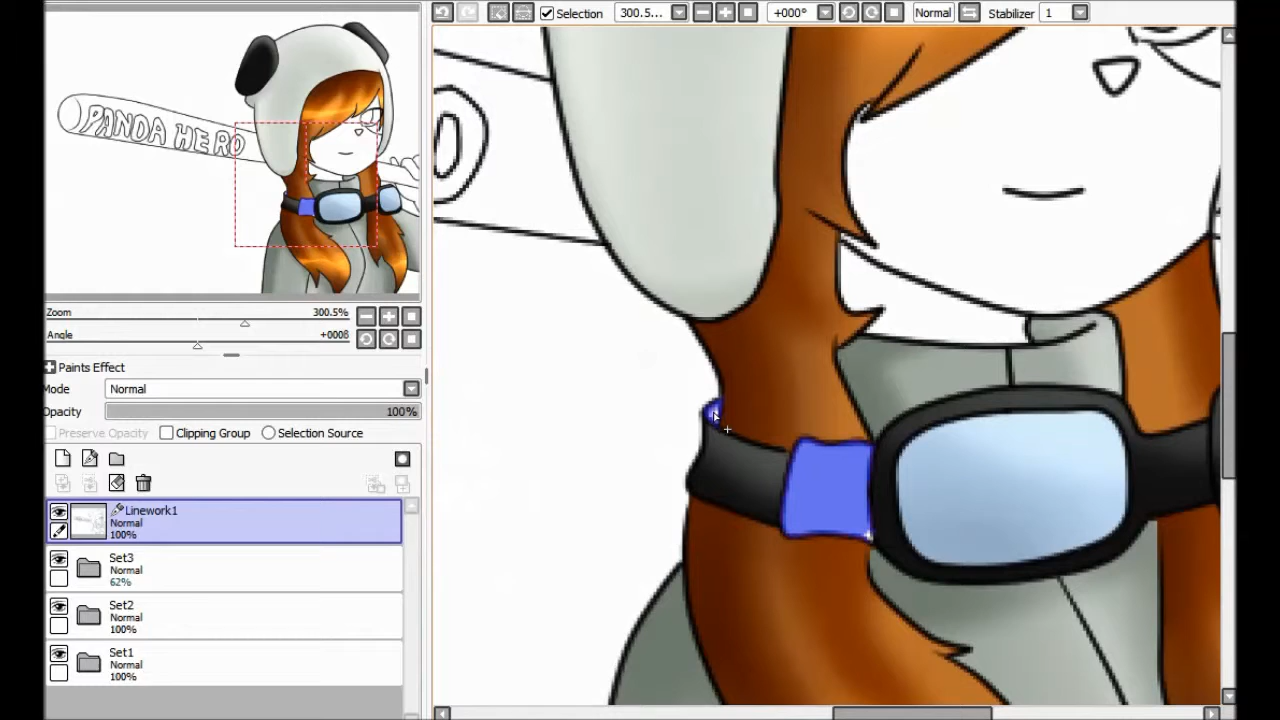 Selection 300.5... +000° Normal Stabilizer 1
PANDA HERO
Zoom 300.5%
Angle +000ß
Paints Effect
Mode Normal
Opacity 100%
Preserve Opacity Clipping Group Selection Source
Linework1
Normal
100%
Set3
Normal
62%
Set2
Normal
100%
Set1
Normal
100%